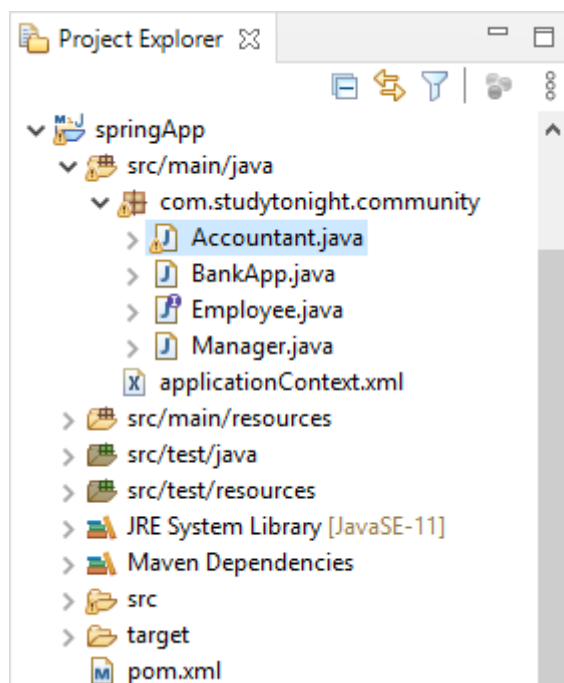 Project Explorer
springApp
src/main/java
com.studytonight.community
Accountant.java
BankApp.java
Employee.java
Manager.java
applicationContext.xml
src/main/resources
src/test/java
src/test/resources
JRE System Library [JavaSE-11]
Maven Dependencies
src
target
pom.xml